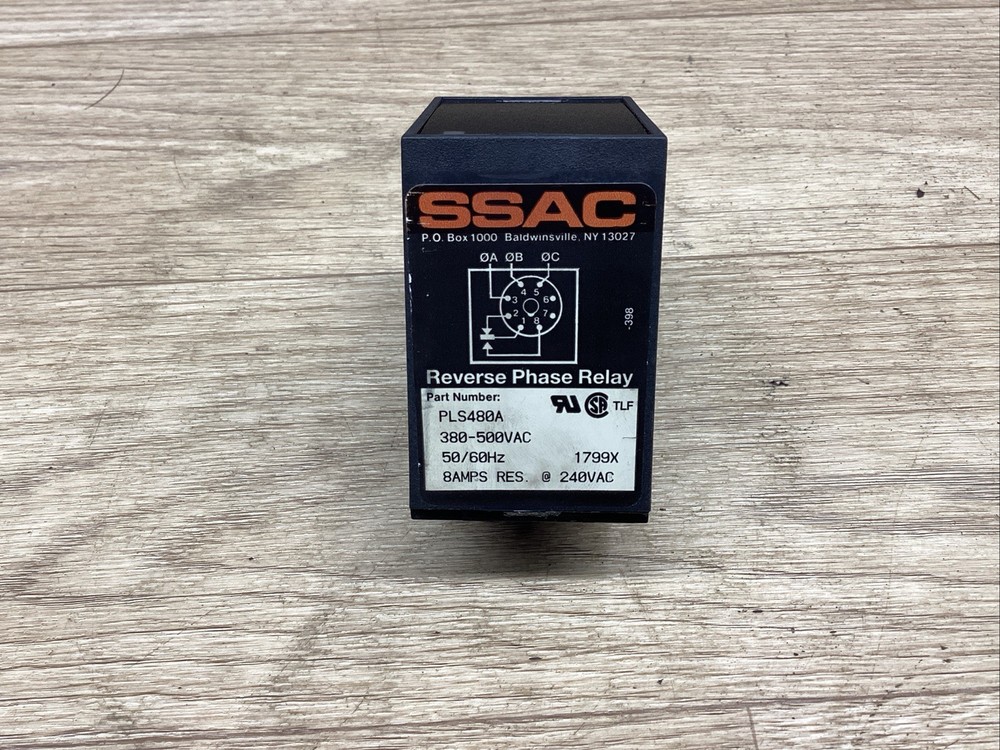 SSAC
P.O. Box 1000 Baldwinsville, NY 13027
ØA ØB ØC
4 5
3 6
2 7
1 8
-398
Reverse Phase Relay
Part Number:
TLF
PLS480A
380-500VAC
50/60Hz 1799X
8AMPS RES. @ 240VAC